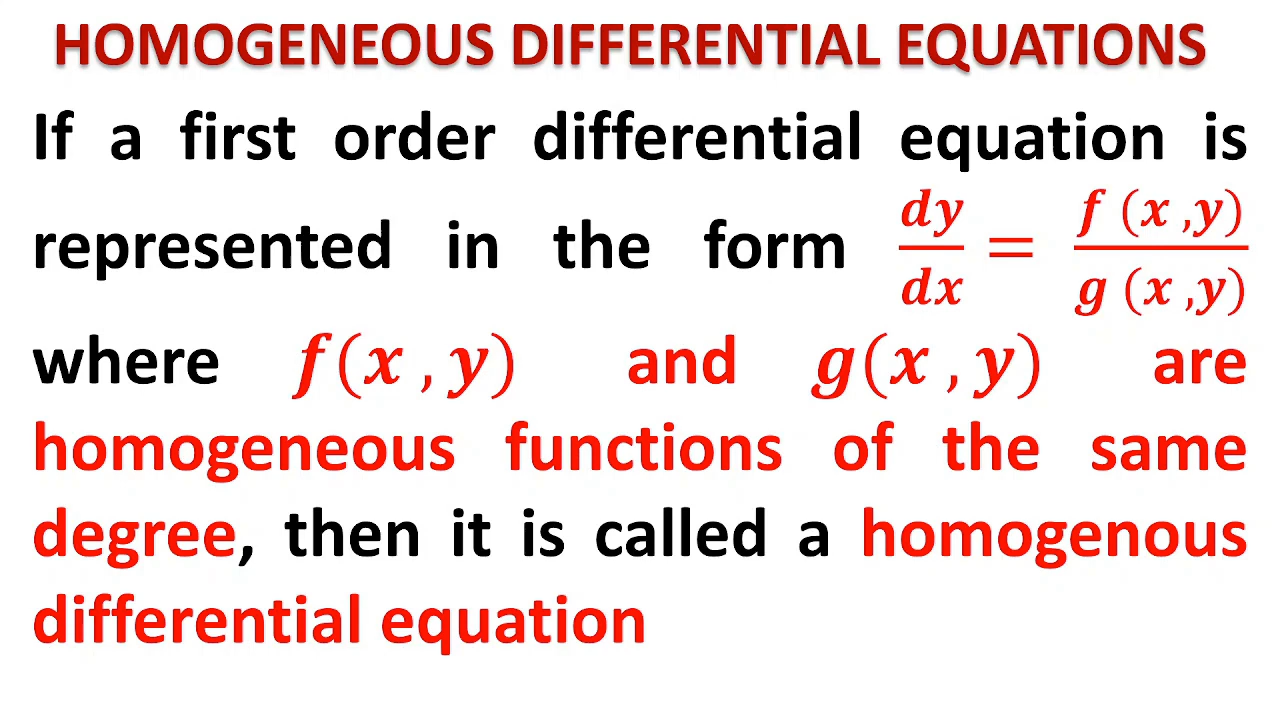 HOMOGENEOUS DIFFERENTIAL EQUATIONS
If a first order differential equation is
represented in the form dy/dx = f (x ,y)/g (x ,y)
where f(x , y) and g(x , y) are
homogeneous functions of the same
degree, then it is called a homogenous
differential equation